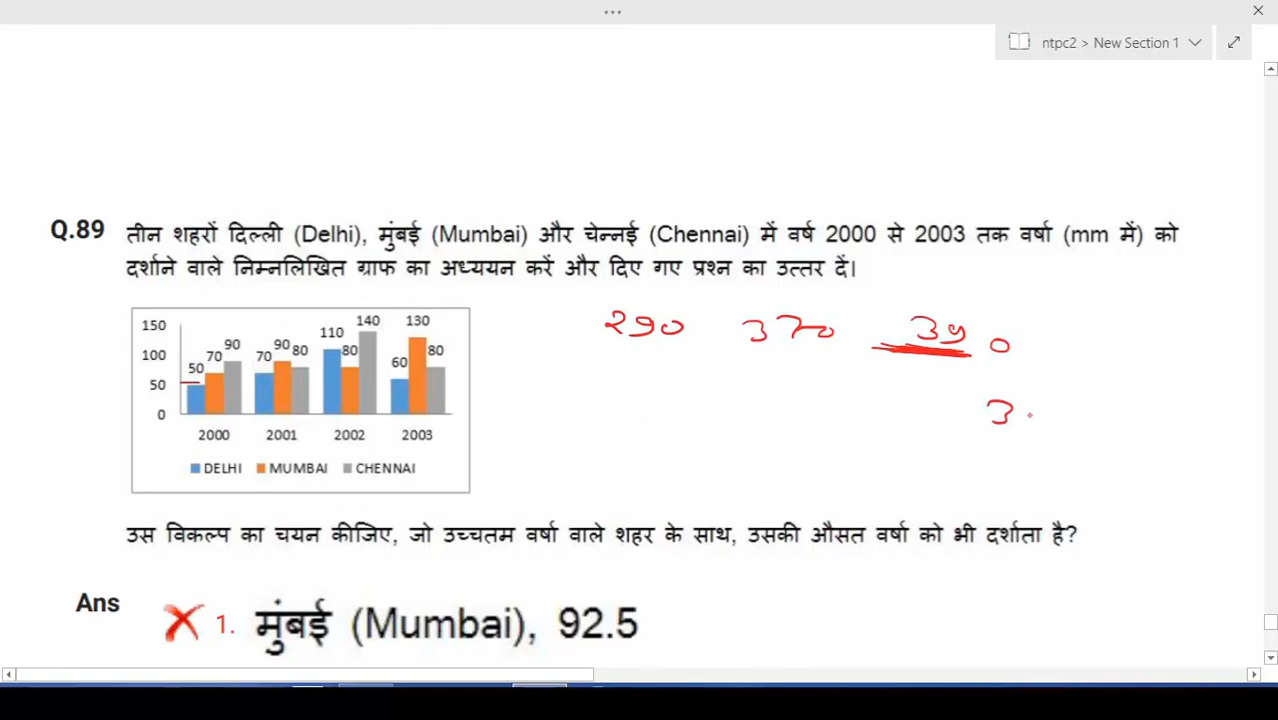 ntpc2 > New Section 1
Q.89 तीन शहरों दिल्ली (Delhi), मुंबई (Mumbai) और चेन्नई (Chennai) में वर्ष 2000 से 2003 तक वर्षा (mm में) को
दर्शाने वाले निम्नलिखित ग्राफ का अध्ययन करें और दिए गए प्रश्न का उत्तर दें।
150
100
50
0
50 70 90 70 90 80 110 80 140 60 130 80
2000 2001 2002 2003
DELHI MUMBAI CHENNAI
290 370 390
3
उस विकल्प का चयन कीजिए, जो उच्चतम वर्षा वाले शहर के साथ, उसकी औसत वर्षा को भी दर्शाता है?
Ans
1. मुंबई (Mumbai), 92.5